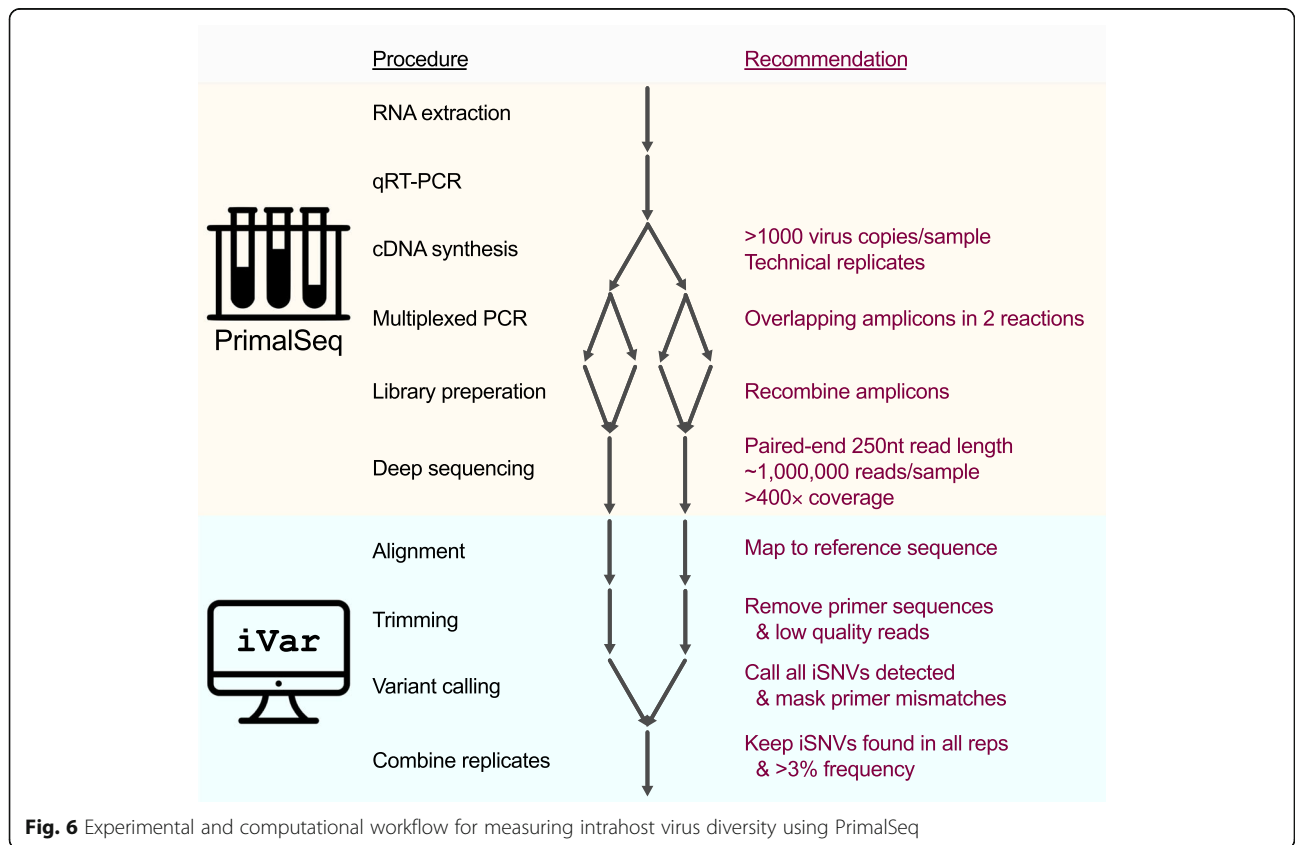 Procedure Recommendation
RNA extraction
qRT-PCR
cDNA synthesis
>1000 virus copies/sample
Technical replicates
PrimalSeq
Multiplexed PCR
Overlapping amplicons in 2 reactions
Library preperation
Recombine amplicons
Deep sequencing
Paired-end 250nt read length
~1,000,000 reads/sample
>400× coverage
Alignment
Map to reference sequence
iVar
Trimming
Remove primer sequences
& low quality reads
Variant calling
Call all iSNVs detected
& mask primer mismatches
Combine replicates
Keep iSNVs found in all reps
& >3% frequency
Fig. 6 Experimental and computational workflow for measuring intrahost virus diversity using PrimalSeq